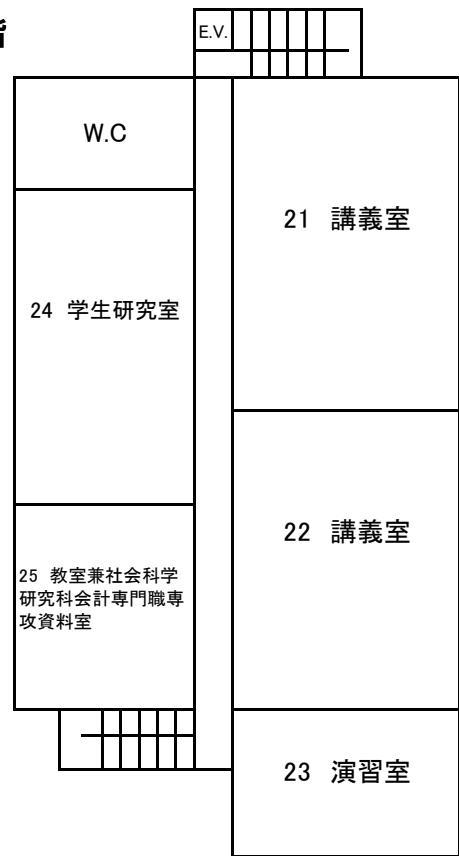 階
E.V.
W.C
21 講義室
24 学生研究室
22 講義室
25 教室兼社会科学
研究科会計専門職専
攻資料室
23 演習室